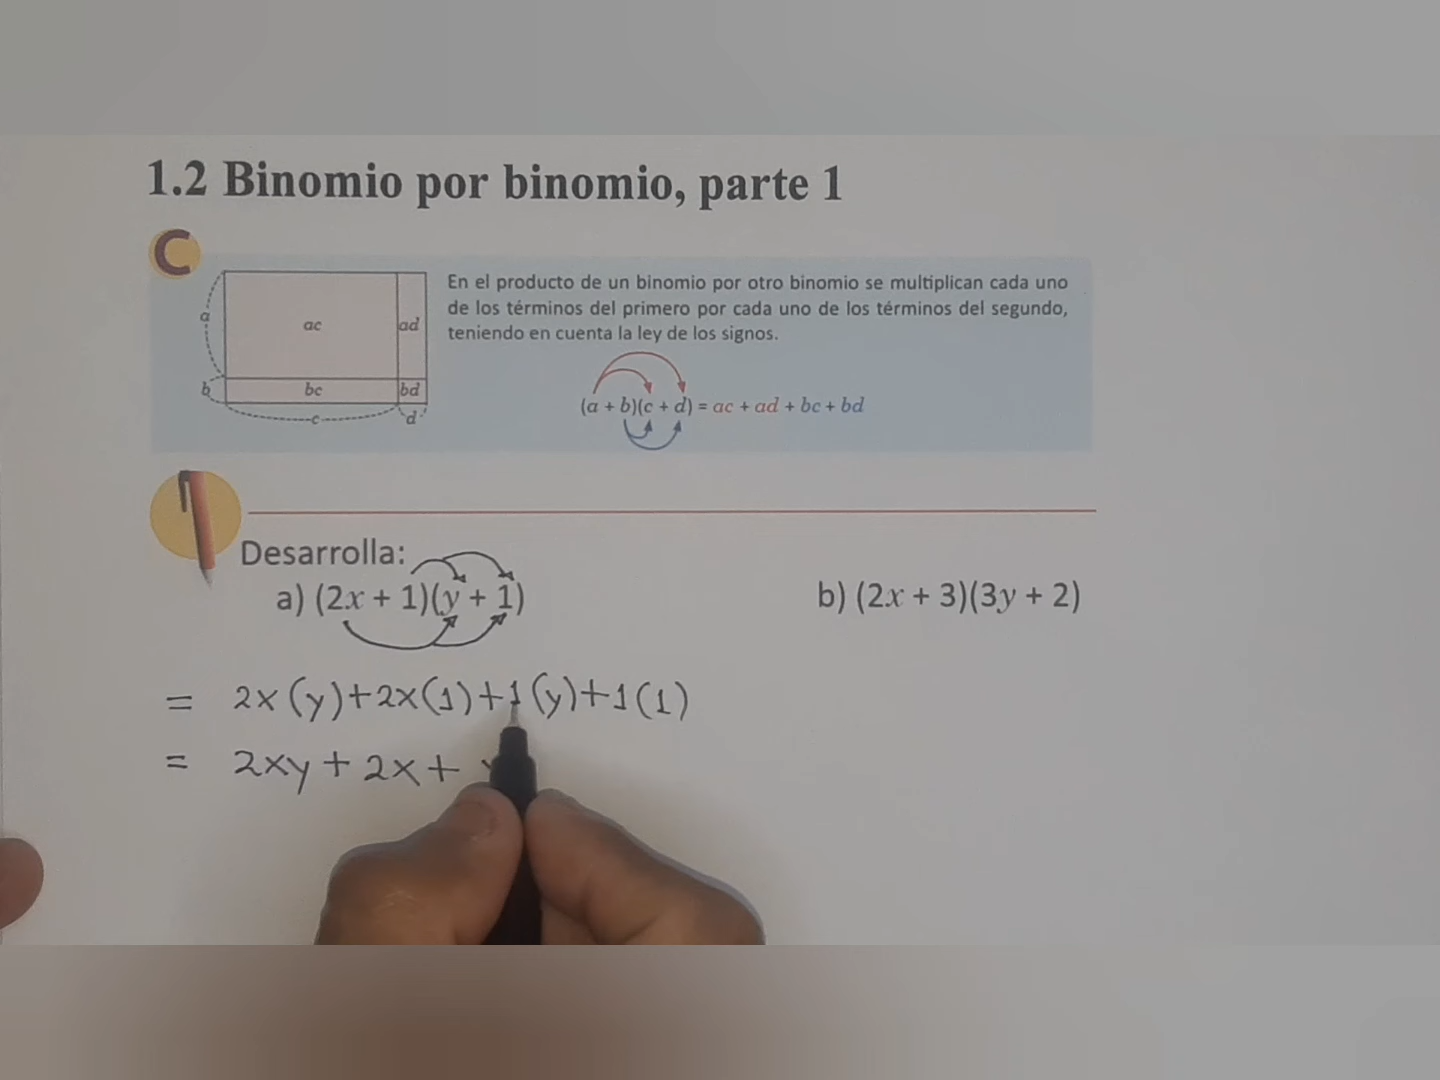 1.2 Binomio por binomio, parte 1
C
En el producto de un binomio por otro binomio se multiplican cada uno
de los términos del primero por cada uno de los términos del segundo,
teniendo en cuenta la ley de los signos.
a
ac
ad
b
bc
bd
c
d
(a + b)(c + d) = ac + ad + bc + bd
Desarrolla:
a) (2x + 1)(y + 1)
b) (2x + 3)(3y + 2)
= 2x(y)+2x(1)+1(y)+1(1)
= 2xy + 2x +